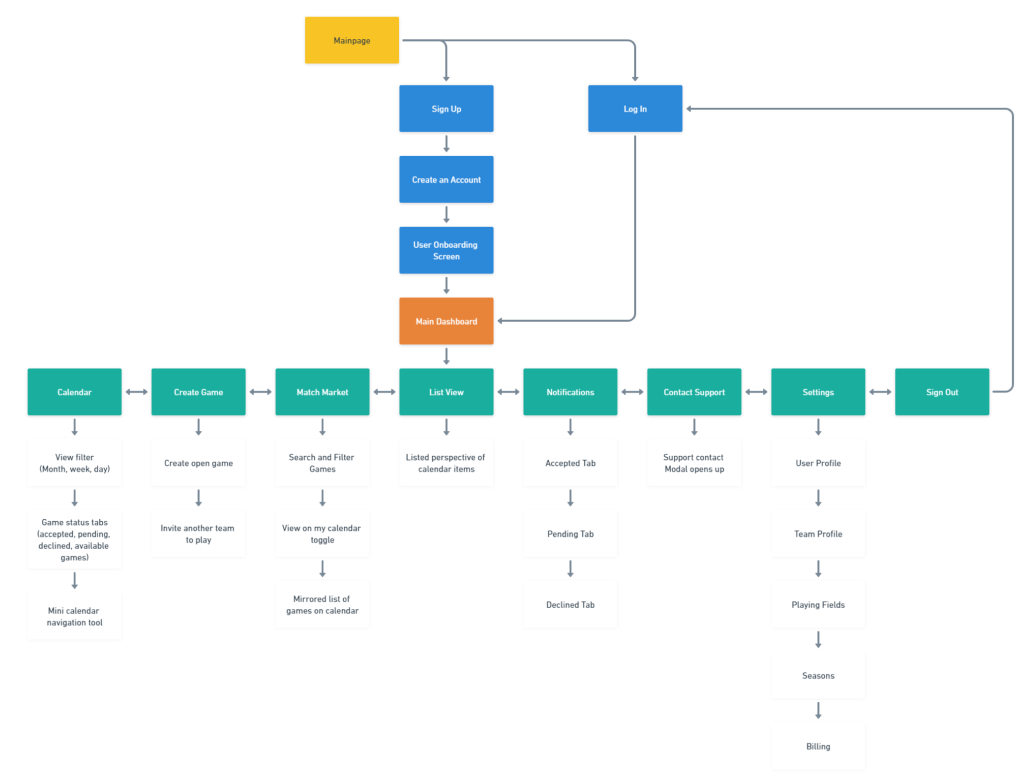 Mainpage
Sign Up
Log In
Create an Account
User Onboarding
Screen
Main Dashboard
Calendar
Create Game
Match Market
List View
Notifications
Contact Support
Settings
Sign Out
View filter
(Month, week, day)
Create open game
Search and Filter
Games
Listed perspective of
calendar items
Accepted Tab
Support contact
Modal opens up
User Profile
Game status tabs
(accepted, pending,
declined, available
games)
Invite another team
to play
View on my calendar
toggle
Pending Tab
Team Profile
Mini calendar
navigation tool
Mirrored list of
games on calendar
Declined Tab
Playing Fields
Seasons
Billing